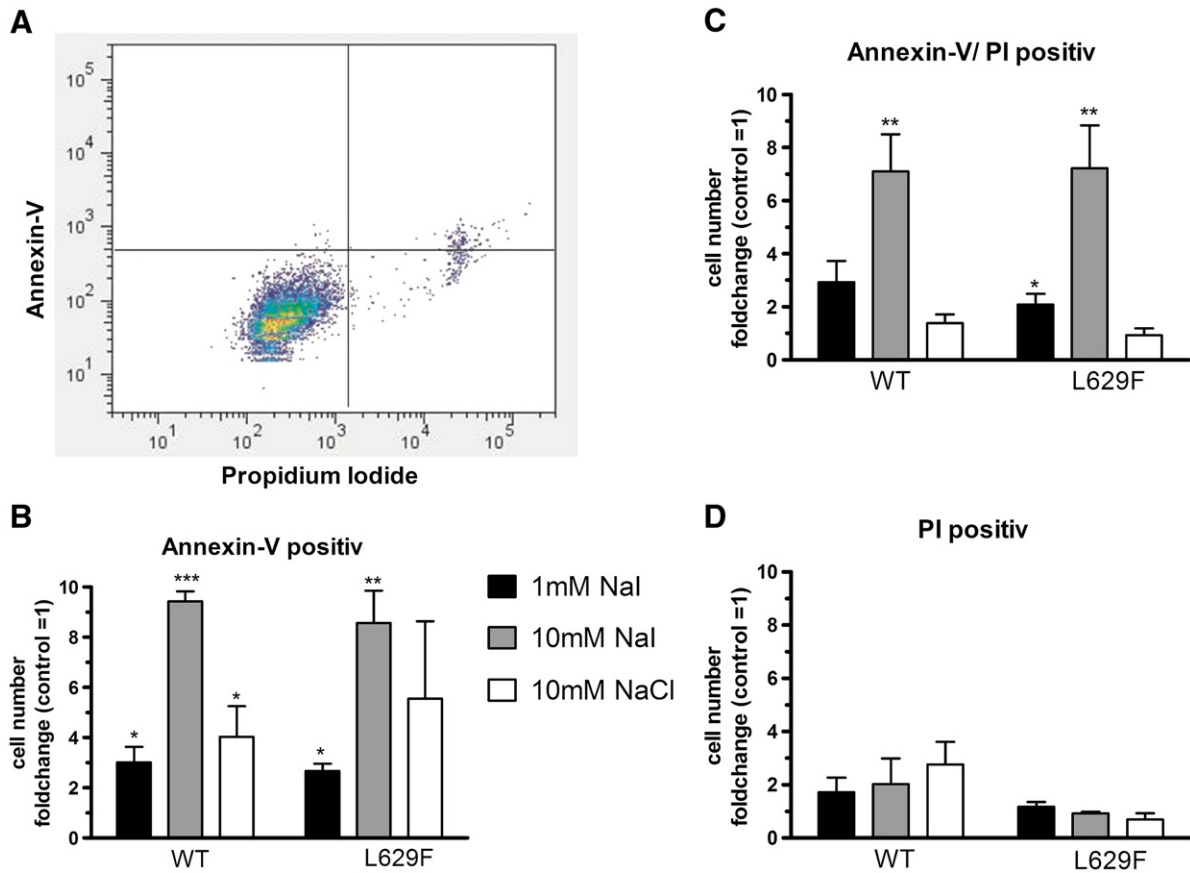 A
10^5
10^4
10^3
10^2
10^1
Annexin-V
10^1 10^2 10^3 10^4 10^5
Propidium Iodide
B
Annexin-V positiv
cell number
foldchange (control =1)
10
8
6
4
2
0
* *** * * **
WT L629F
1mM NaI
10mM NaI
10mM NaCl
C
Annexin-V/ PI positiv
cell number
foldchange (control =1)
10
8
6
4
2
0
** * **
WT L629F
D
PI positiv
cell number
foldchange (control =1)
10
8
6
4
2
0
WT L629F